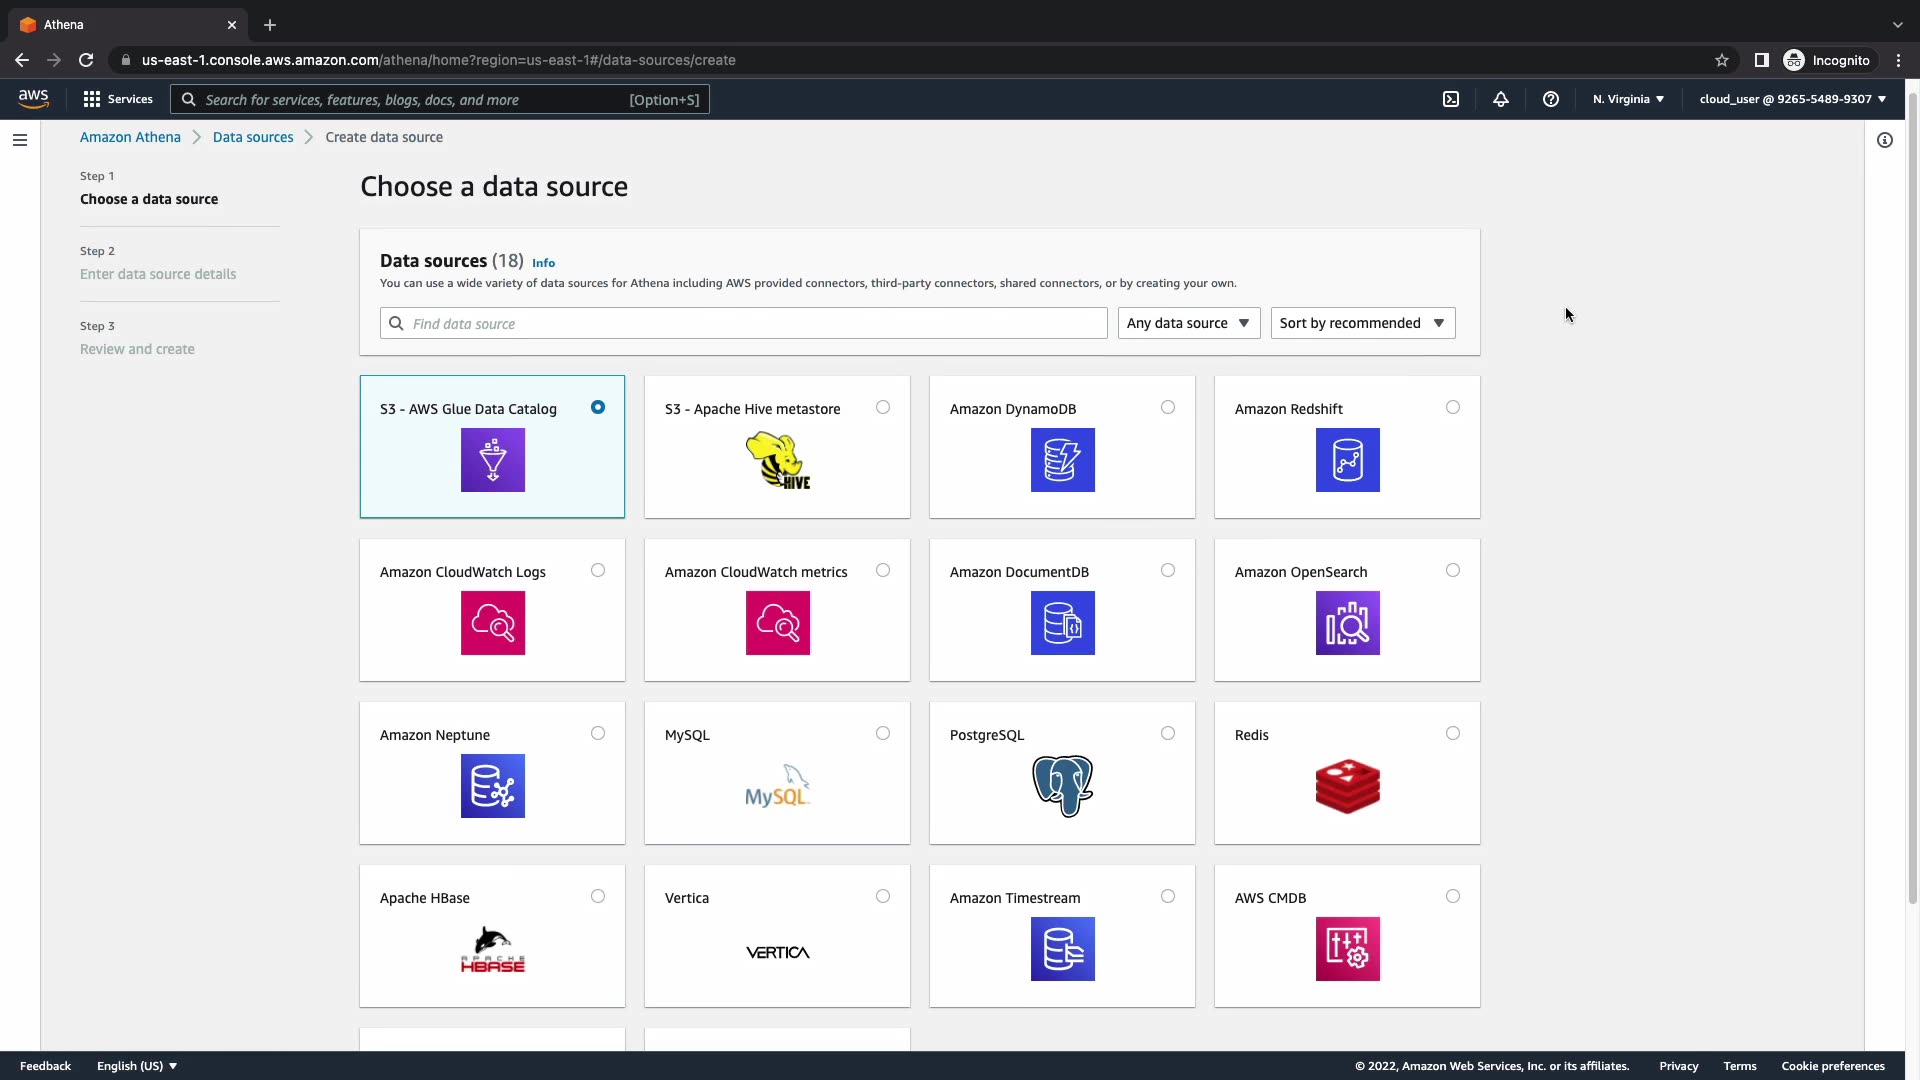 Athena
us-east-1.console.aws.amazon.com/athena/home?region=us-east-1#/data-sources/create
Incognito
aws
Services
Search for services, features, blogs, docs, and more
[Option+S]
N. Virginia
cloud_user @ 9265-5489-9307
Amazon Athena
Data sources
Create data source
Step 1
Choose a data source
Step 2
Enter data source details
Step 3
Review and create
Choose a data source
Data sources (18) Info
You can use a wide variety of data sources for Athena including AWS provided connectors, third-party connectors, shared connectors, or by creating your own.
Find data source
Any data source
Sort by recommended
S3 - AWS Glue Data Catalog
S3 - Apache Hive metastore
HIVE
Amazon DynamoDB
Amazon Redshift
Amazon CloudWatch Logs
Amazon CloudWatch metrics
Amazon DocumentDB
Amazon OpenSearch
Amazon Neptune
MySQL
MySQL
PostgreSQL
Redis
Apache HBase
APACHE
HBASE
Vertica
VERTICA
Amazon Timestream
AWS CMDB
Feedback
English (US)
© 2022, Amazon Web Services, Inc. or its affiliates.
Privacy
Terms
Cookie preferences